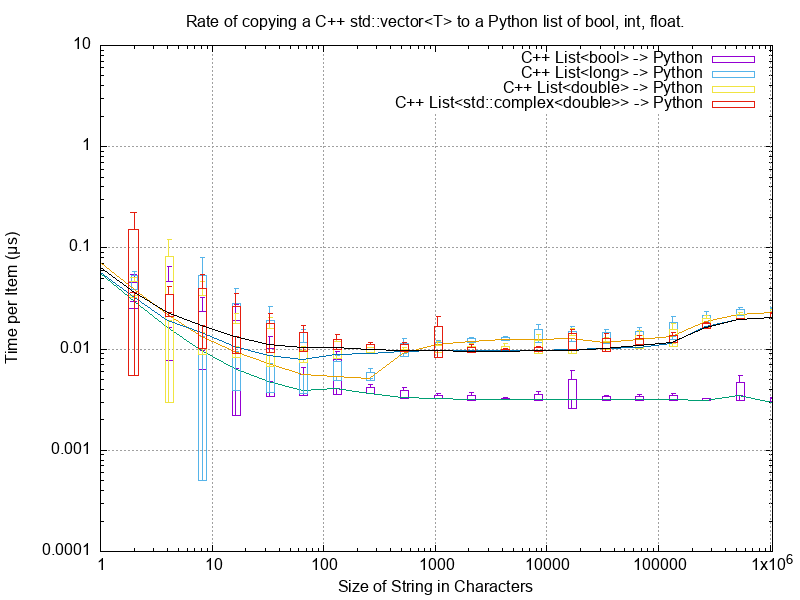 Rate of copying a C++ std::vector<T> to a Python list of bool, int, float.
C++ List<bool> -> Python
C++ List<long> -> Python
C++ List<double> -> Python
C++ List<std::complex<double>> -> Python
10
1
0.1
0.01
0.001
0.0001
Time per Item (µs)
1 10 100 1000 10000 100000 1x10⁶
Size of String in Characters